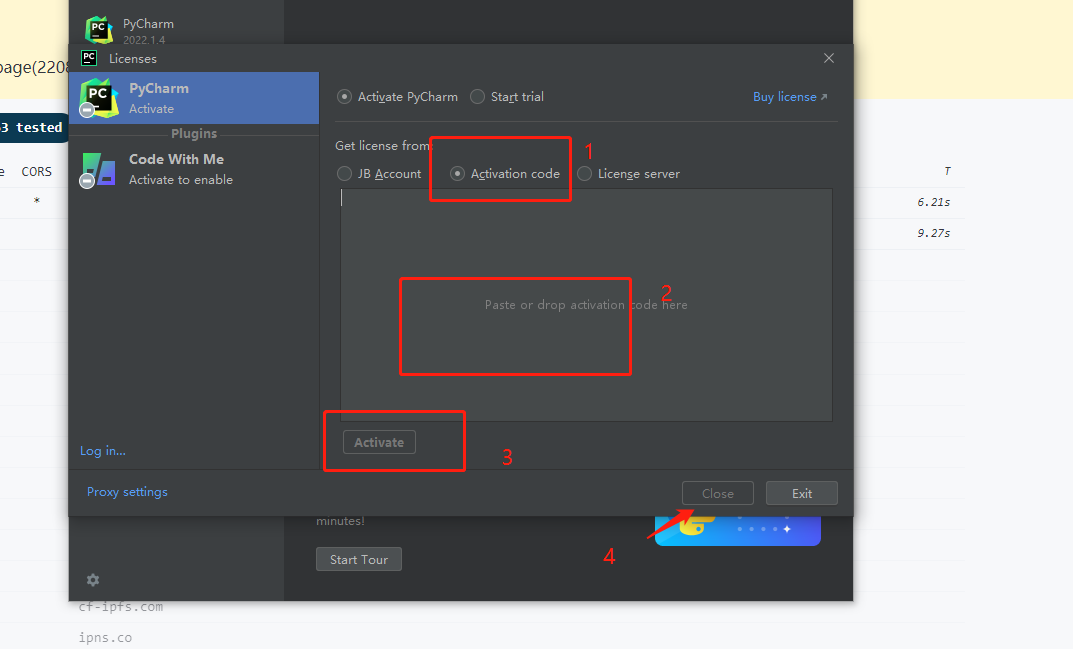 PyCharm
2022.1.4
page(2208
Licenses
PyCharm
Activate
Activate PyCharm
Start trial
Buy license
3 tested
Plugins
Get license from:
1
Code With Me
Activate to enable
JB Account
Activation code
License server
e CORS
T
*
6.21s
9.27s
2
Paste or drop activation code here
Activate
3
Log in...
Proxy settings
Close
Exit
minutes!
4
Start Tour
cf-ipfs.com
ipns.co